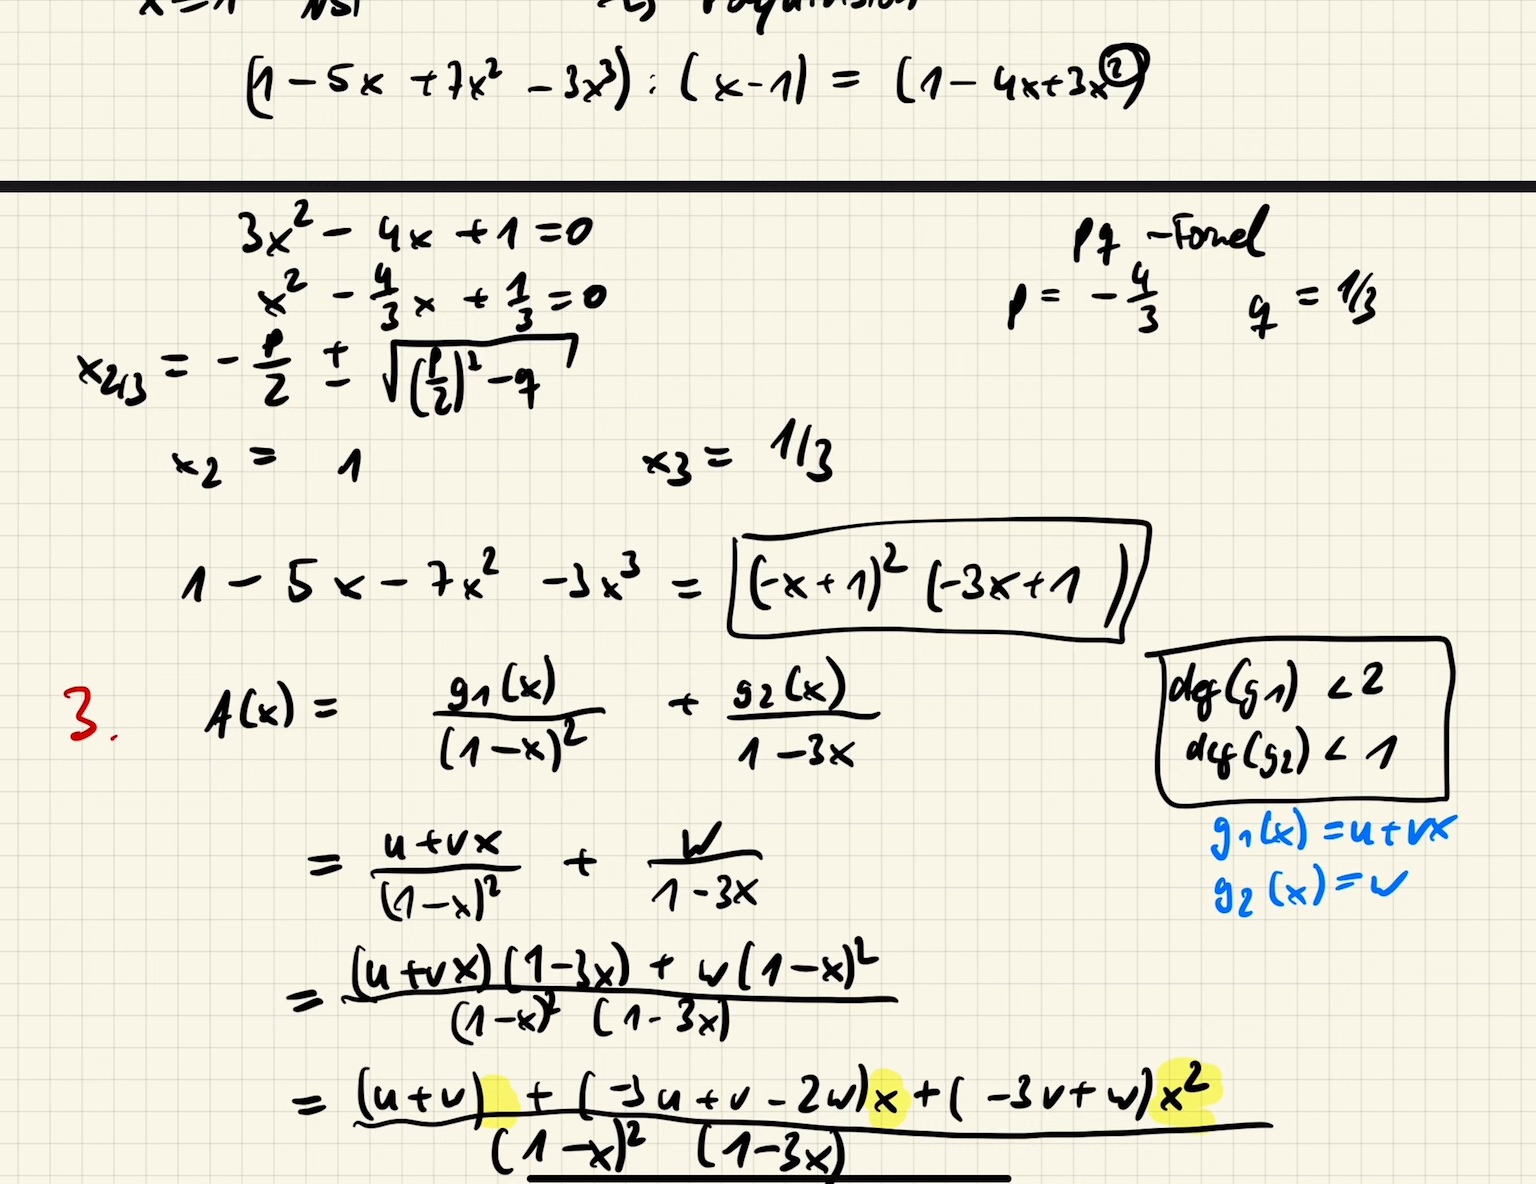 (1 - 5x + 7x² - 3x³) : (x-1) = (1 - 4x+3x²)
3x² - 4x + 1 = 0
pq - Formel
x² - 4/3 x + 1/3 = 0
p = - 4/3 q = 1/3
x2/3 = - p/2 ± √((p/2)² - q)
x2 = 1 x3 = 1/3
1 - 5x - 7x² - 3x³ = (-x+1)² (-3x+1)
3. A(x) = g1(x)/(1-x)² + g2(x)/(1-3x)
deg(g1) < 2
deg(g2) < 1
g1(x) = u+vx
g2(x) = w
= (u+vx)/(1-x)² + w/(1-3x)
= ((u+vx)(1-3x) + w(1-x)²)/((1-x)² (1-3x))
= ((u+v) + (-3u+v-2w)x + (-3v+w)x²)/((1-x)² (1-3x))